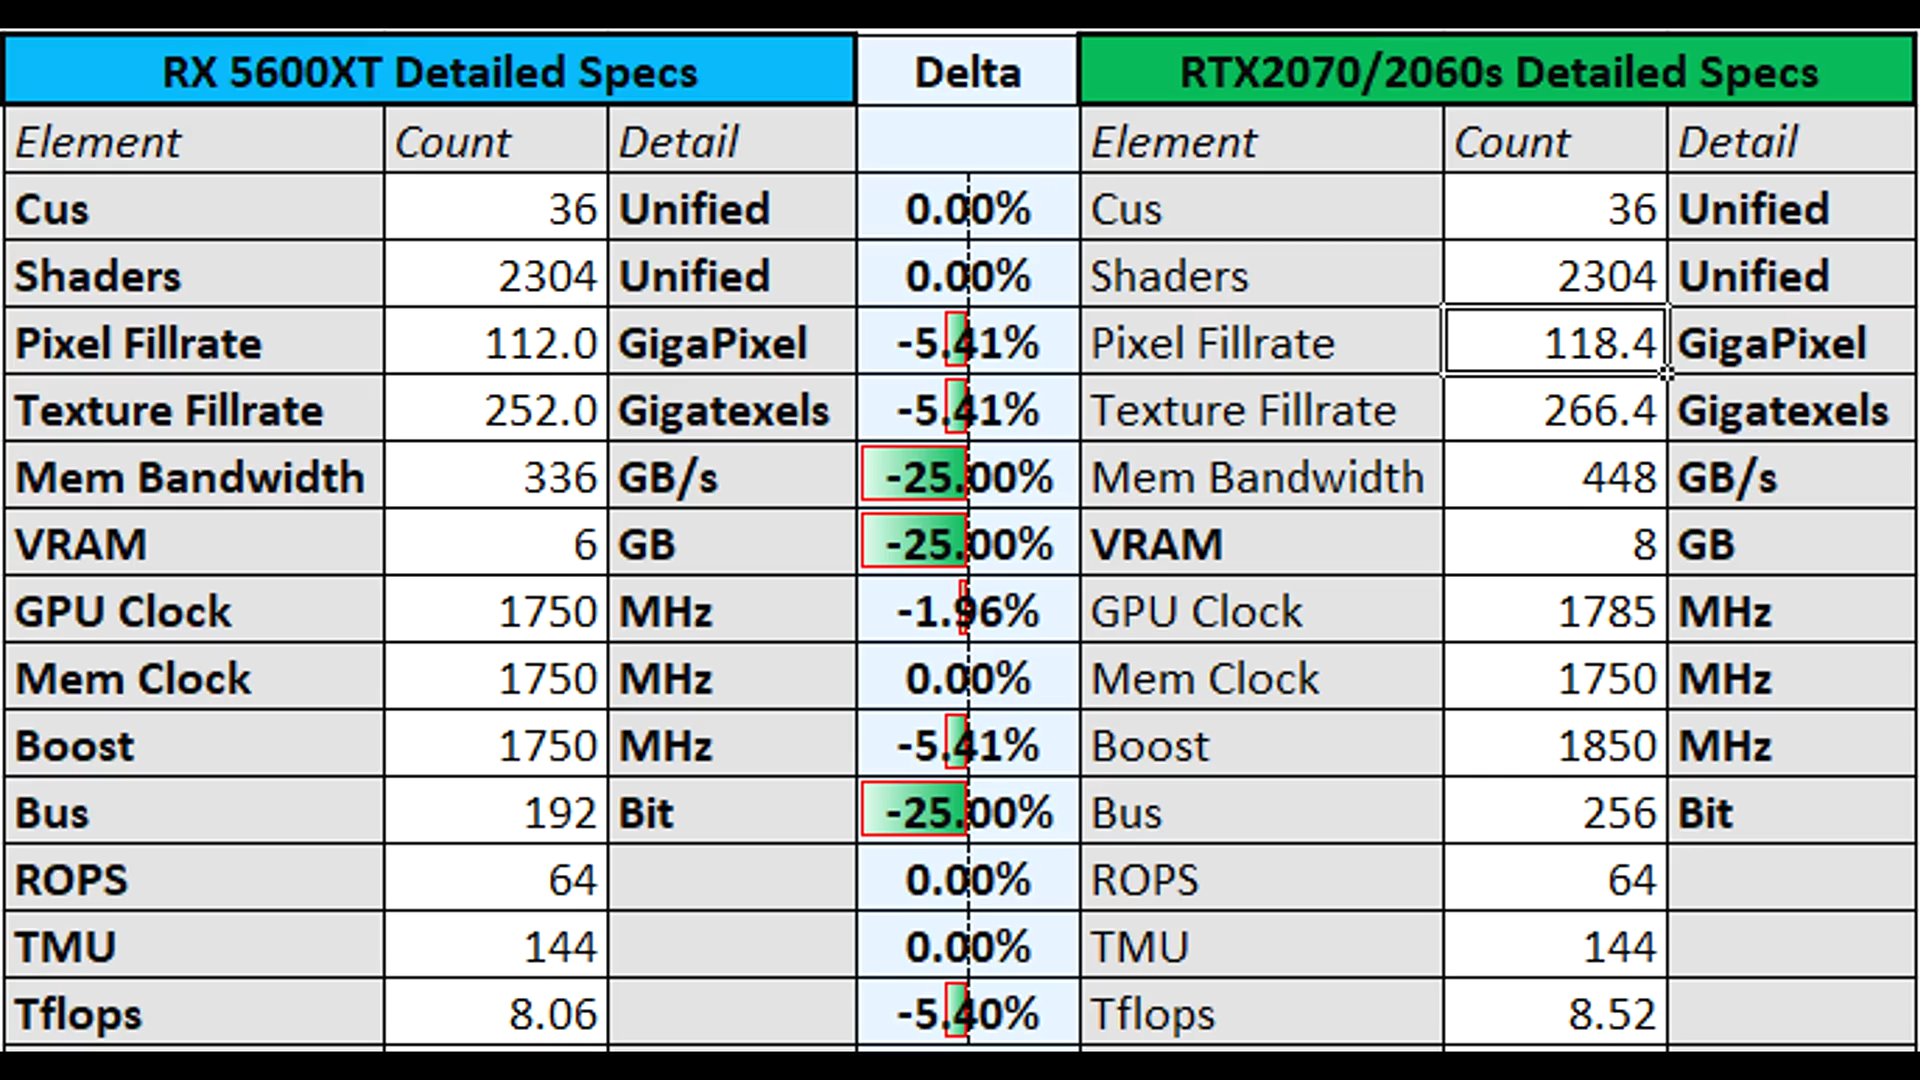 RX 5600XT Detailed Specs Delta RTX2070/2060s Detailed Specs
Element Count Detail Element Count Detail
Cus 36 Unified 0.00% Cus 36 Unified
Shaders 2304 Unified 0.00% Shaders 2304 Unified
Pixel Fillrate 112.0 GigaPixel -5.41% Pixel Fillrate 118.4 GigaPixel
Texture Fillrate 252.0 Gigatexels -5.41% Texture Fillrate 266.4 Gigatexels
Mem Bandwidth 336 GB/s -25.00% Mem Bandwidth 448 GB/s
VRAM 6 GB -25.00% VRAM 8 GB
GPU Clock 1750 MHz -1.96% GPU Clock 1785 MHz
Mem Clock 1750 MHz 0.00% Mem Clock 1750 MHz
Boost 1750 MHz -5.41% Boost 1850 MHz
Bus 192 Bit -25.00% Bus 256 Bit
ROPS 64 0.00% ROPS 64
TMU 144 0.00% TMU 144
Tflops 8.06 -5.40% Tflops 8.52